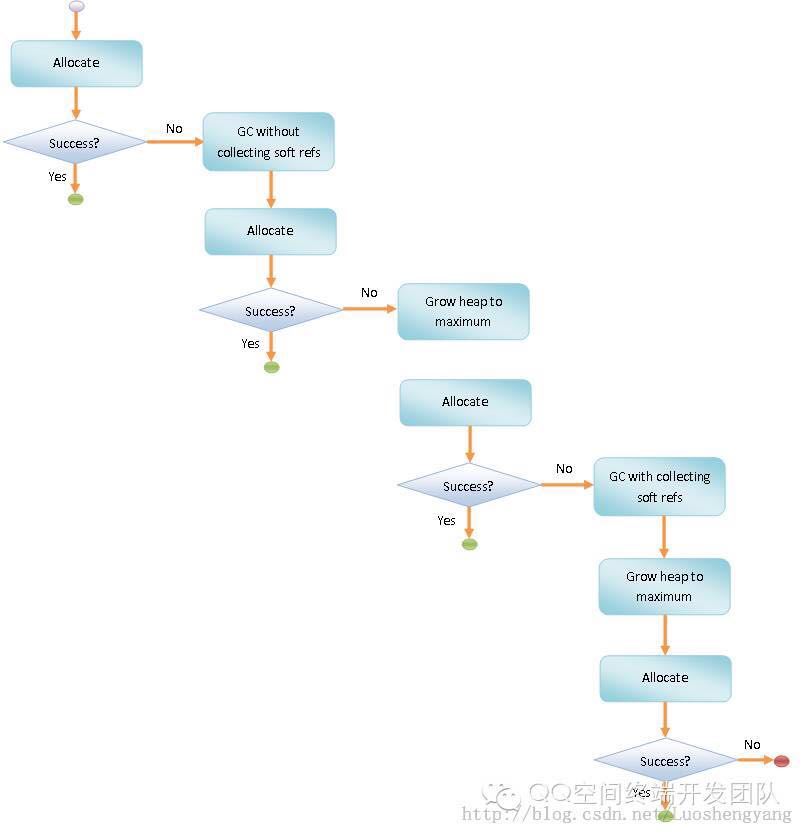 Allocate
Success?
No
GC without
collecting soft refs
Yes
Allocate
Success?
No
Grow heap to
maximum
Yes
Allocate
Success?
No
GC with collecting
soft refs
Yes
Grow heap to
maximum
Allocate
Success?
No
Yes
QQ空间终端开发团队
http://blog.csdn.net/Luoshengyang